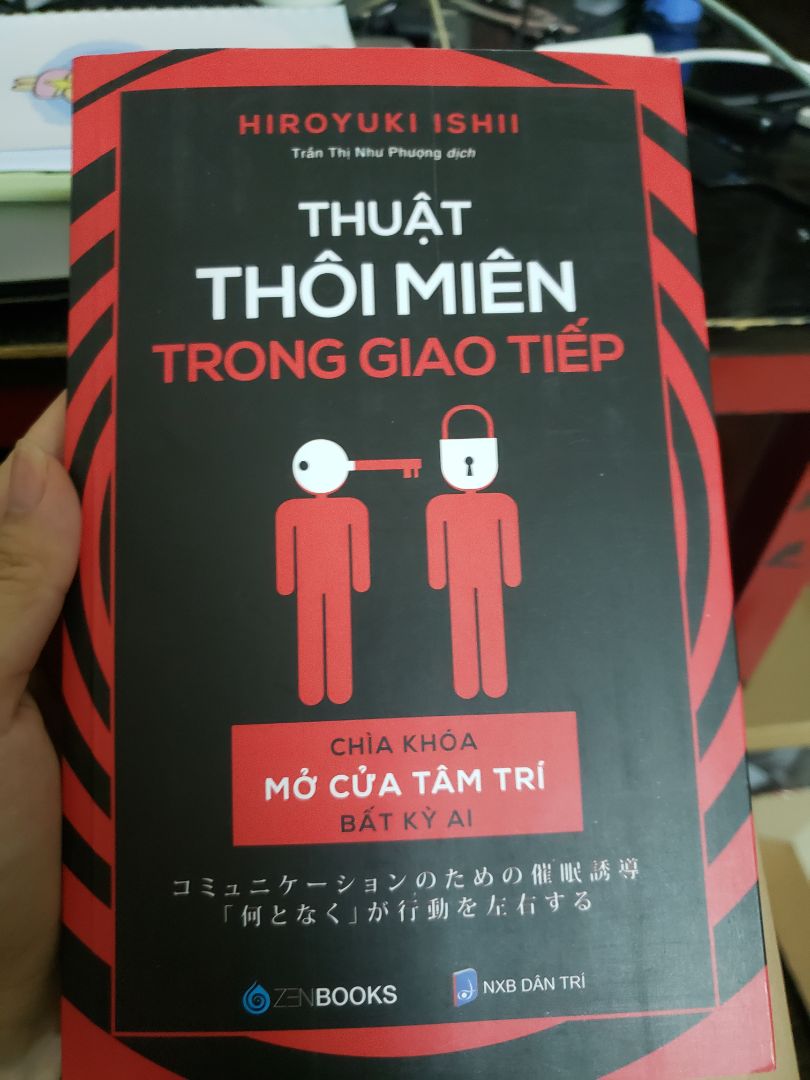 HIROYUKI ISHII
Trần Thị Như Phượng dịch
THUẬT
THÔI MIÊN
TRONG GIAO TIẾP
CHÌA KHÓA
MỞ CỬA TÂM TRÍ
BẤT KỲ AI
コミュニケーションのための催眠誘導
「何となく」が行動を左右する
ZENBOOKS
NXB DÂN TRÍ